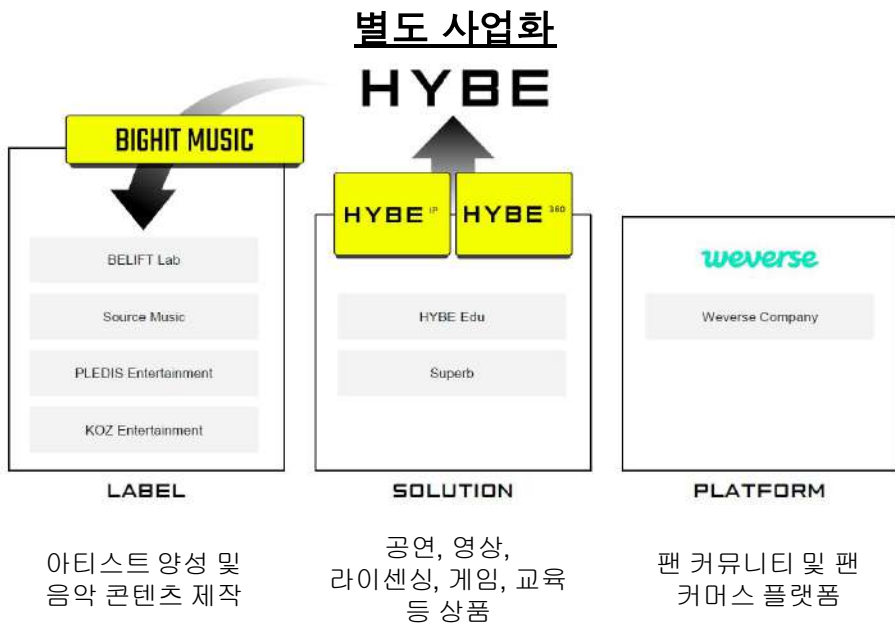 별도 사업화
HYBE
BIGHIT MUSIC
BELIFT Lab
Source Music
PLEDIS Entertainment
KOZ Entertainment
LABEL
아티스트 양성 및
음악 콘텐츠 제작
HYBE IP
HYBE 360
HYBE Edu
Superb
SOLUTION
공연, 영상,
라이센싱, 게임, 교육
등 상품
weverse
Weverse Company
PLATFORM
팬 커뮤니티 및 팬
커머스 플랫폼